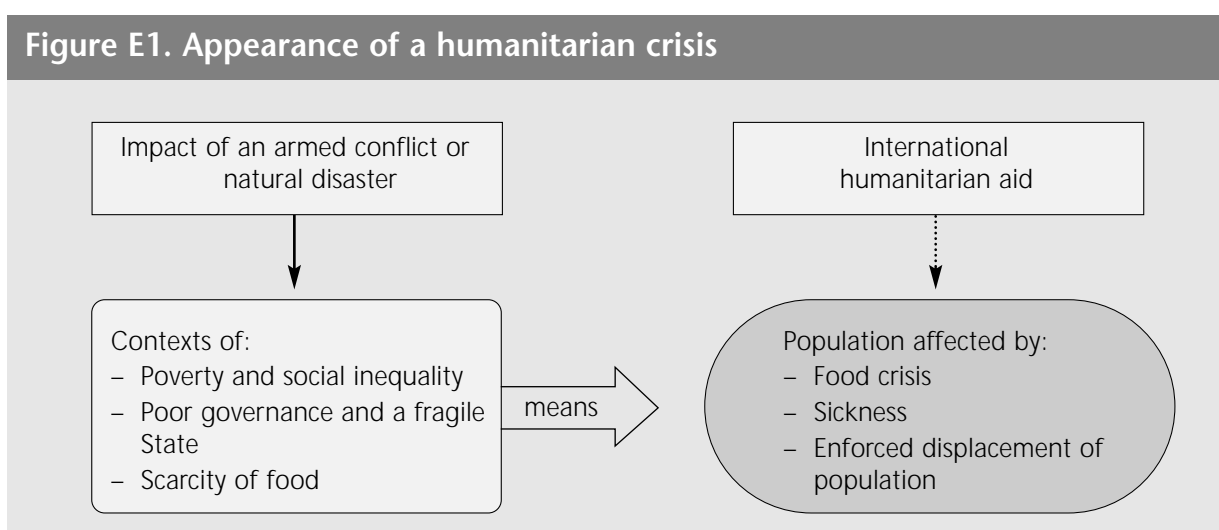 Figure E1. Appearance of a humanitarian crisis
Impact of an armed conflict or
natural disaster
International
humanitarian aid
Contexts of:
– Poverty and social inequality
– Poor governance and a fragile
State
– Scarcity of food
means
Population affected by:
– Food crisis
– Sickness
– Enforced displacement of
population